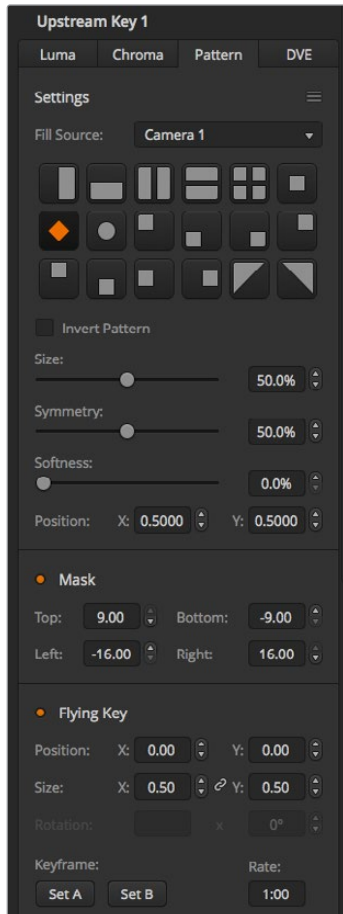 Upstream Key 1
Luma Chroma Pattern DVE
Settings
Fill Source: Camera 1
Invert Pattern
Size:
50.0%
Symmetry:
50.0%
Softness:
0.0%
Position: X: 0.5000 Y: 0.5000
Mask
Top: 9.00 Bottom: -9.00
Left: -16.00 Right: 16.00
Flying Key
Position: X: 0.00 Y: 0.00
Size: X: 0.50 Y: 0.50
Rotation: x 0°
Keyframe: Rate:
Set A Set B 1:00